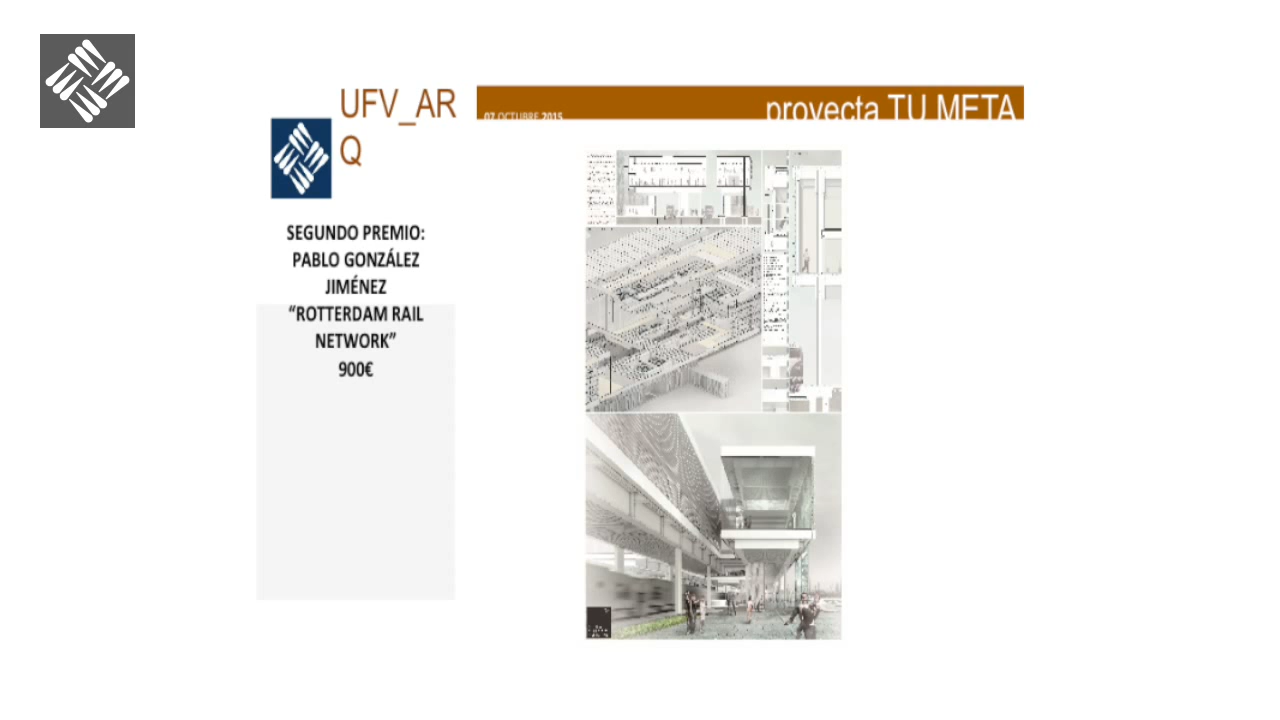 UFV_AR
Q
07 OCTUBRE 2015
proyecta TU META
SEGUNDO PREMIO:
PABLO GONZÁLEZ
JIMÉNEZ
“ROTTERDAM RAIL
NETWORK”
900€